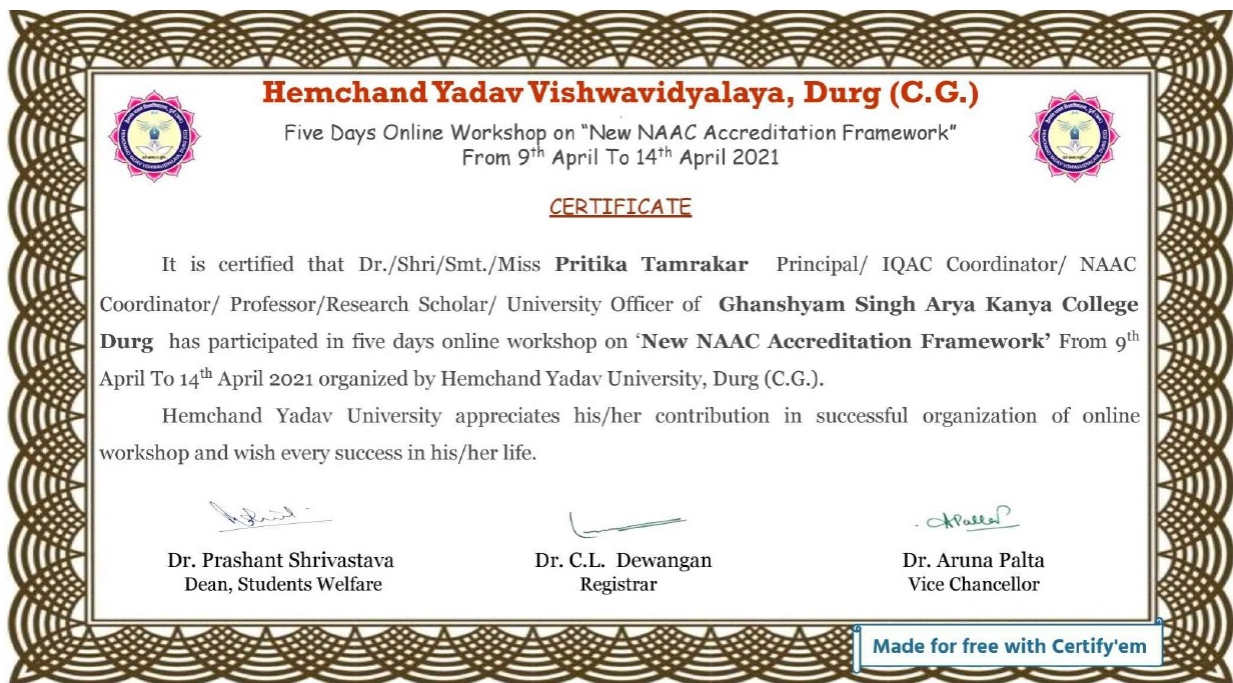 Hemchand Yadav Vishwavidyalaya, Durg (C.G.)
Five Days Online Workshop on “New NAAC Accreditation Framework”
From 9th April To 14th April 2021
CERTIFICATE
It is certified that Dr./Shri/Smt./Miss Pritika Tamrakar Principal/ IQAC Coordinator/ NAAC
Coordinator/ Professor/Research Scholar/ University Officer of Ghanshyam Singh Arya Kanya College
Durg has participated in five days online workshop on ‘New NAAC Accreditation Framework’ From 9th
April To 14th April 2021 organized by Hemchand Yadav University, Durg (C.G.).
Hemchand Yadav University appreciates his/her contribution in successful organization of online
workshop and wish every success in his/her life.
Dr. Prashant Shrivastava
Dean, Students Welfare
Dr. C.L. Dewangan
Registrar
Dr. Aruna Palta
Vice Chancellor
Made for free with Certify'em